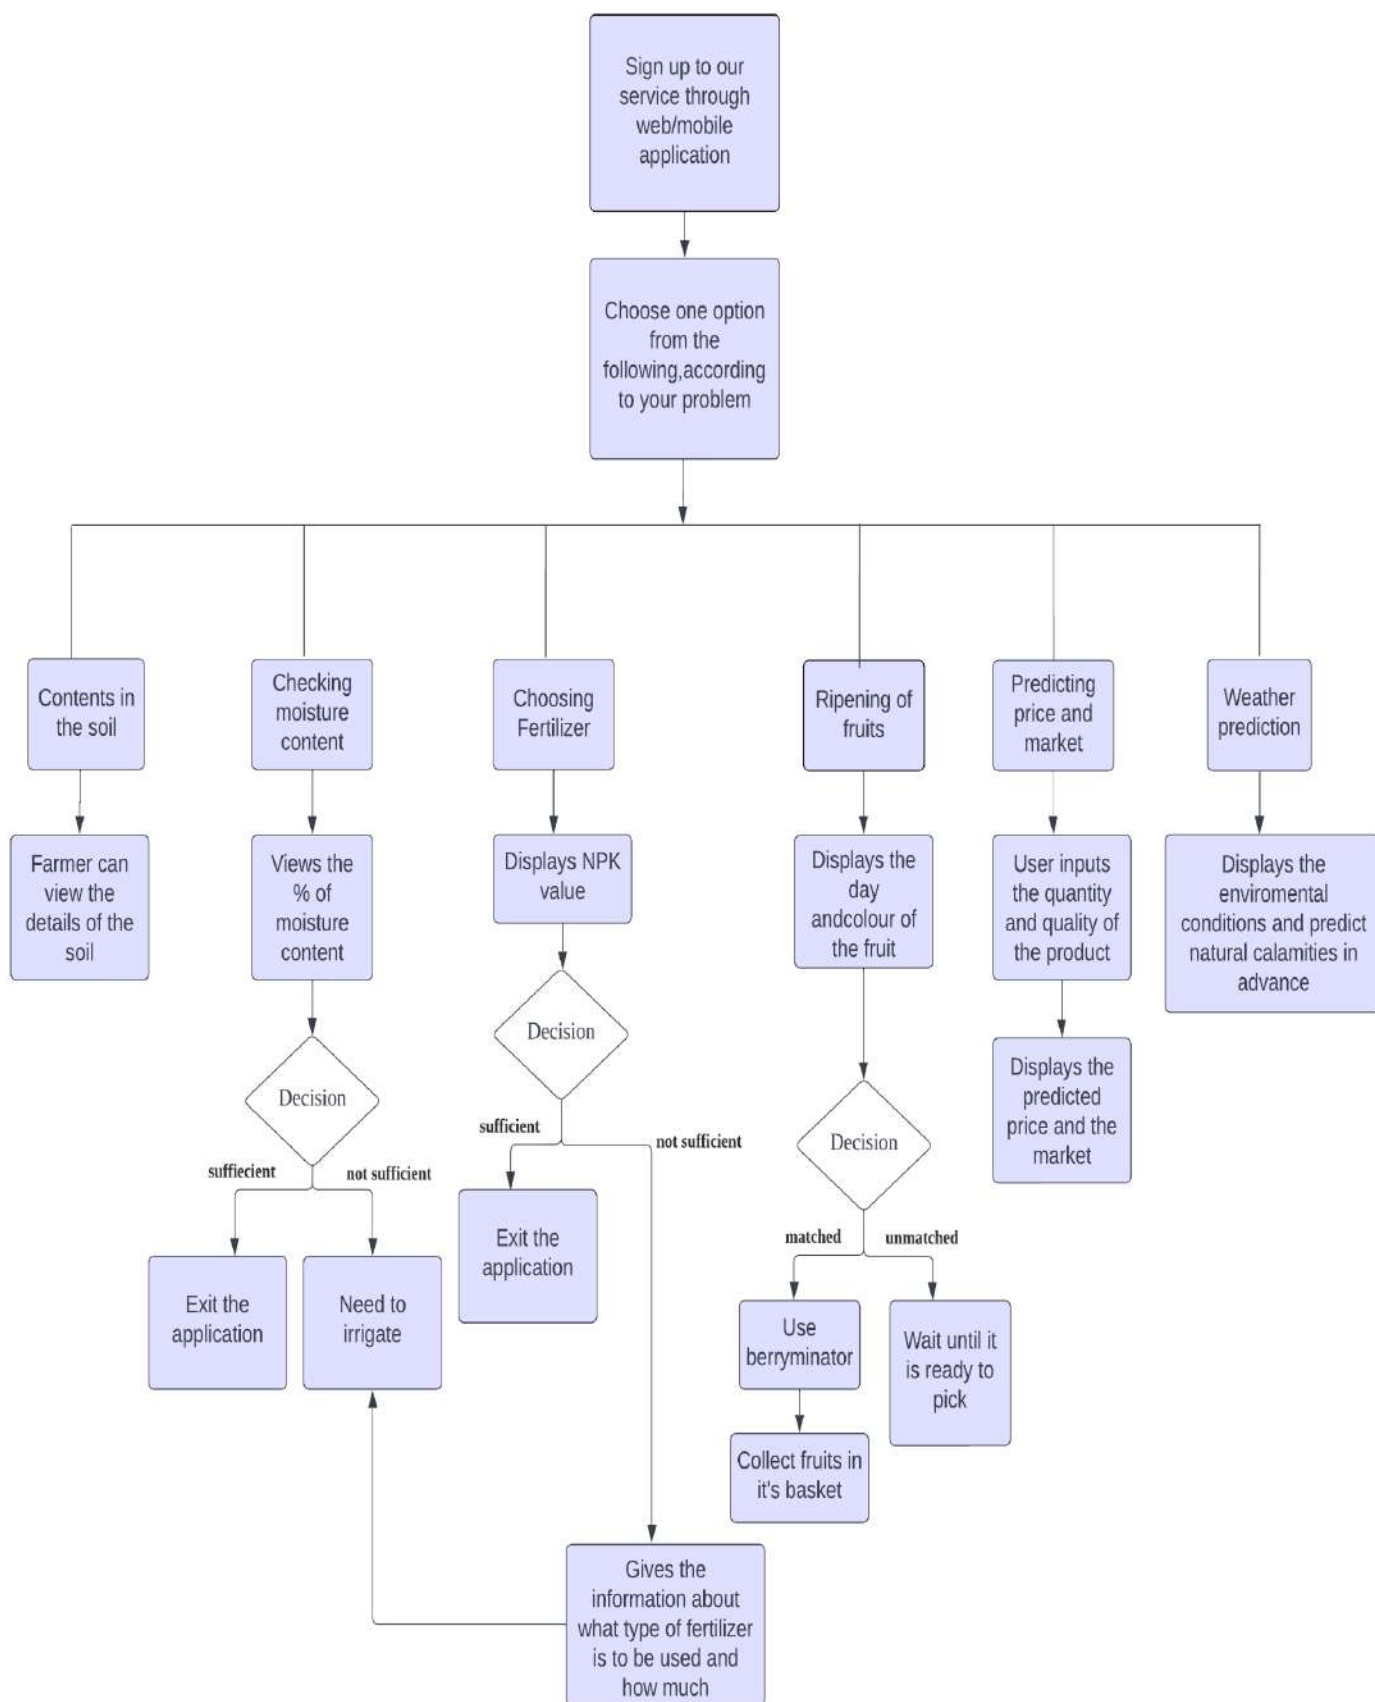 Sign up to our
service through
web/mobile
application
Choose one option
from the
following,according
to your problem
Contents in
the soil
Checking
moisture
content
Choosing
Fertilizer
Ripening of
fruits
Predicting
price and
market
Weather
prediction
Farmer can
view the
details of the
soil
Views the
% of
moisture
content
Displays NPK
value
Displays the
day
andcolour of
the fruit
User inputs
the quantity
and quality of
the product
Displays the
enviromental
conditions and predict
natural calamities in
advance
Decision
Decision
Decision
Displays the
predicted
price and the
market
suffiecient
not sufficient
sufficient
not sufficient
matched
unmatched
Exit the
application
Need to
irrigate
Exit the
application
Use
berryminator
Wait until it
is ready to
pick
Collect fruits in
it's basket
Gives the
information about
what type of fertilizer
is to be used and
how much